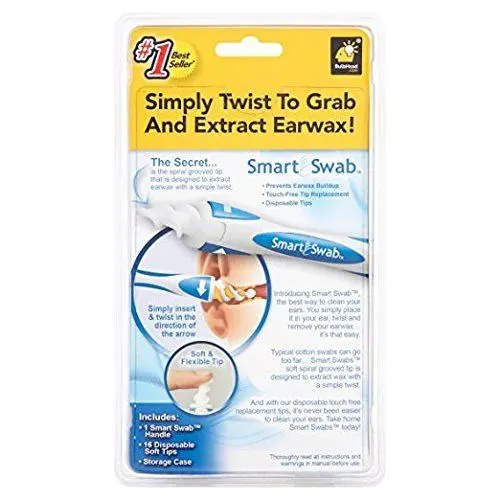 #1 Best
Seller*
BulbHead
.com
Simply Twist To Grab
And Extract Earwax!
The Secret...
is the spiral grooved tip
that is designed to extract
earwax with a simple twist.
Smart Swab™
• Prevents Earwax Buildup
• Touch-Free Tip Replacement
• Disposable Tips
Smart Swab™
Simply insert
& twist in the
direction of
the arrow
Soft &
Flexible Tip
Includes:
• 1 Smart Swab™
Handle
• 16 Disposable
Soft Tips
• Storage Case
Introducing Smart Swab™,
the best way to clean your
ears. You simply place
it in your ear, twist and
remove your earwax..
it's that easy.
Typical cotton swabs can
go too far... Smart Swabs™
soft spiral grooved tip
is designed to extract wax with
a simple twist.
And with our disposable touch free
replacement tips, it's never been easier
to clean your ears. Take home
Smart Swabs™ today!
Thoroughly read all instructions and
warnings in manual before use.